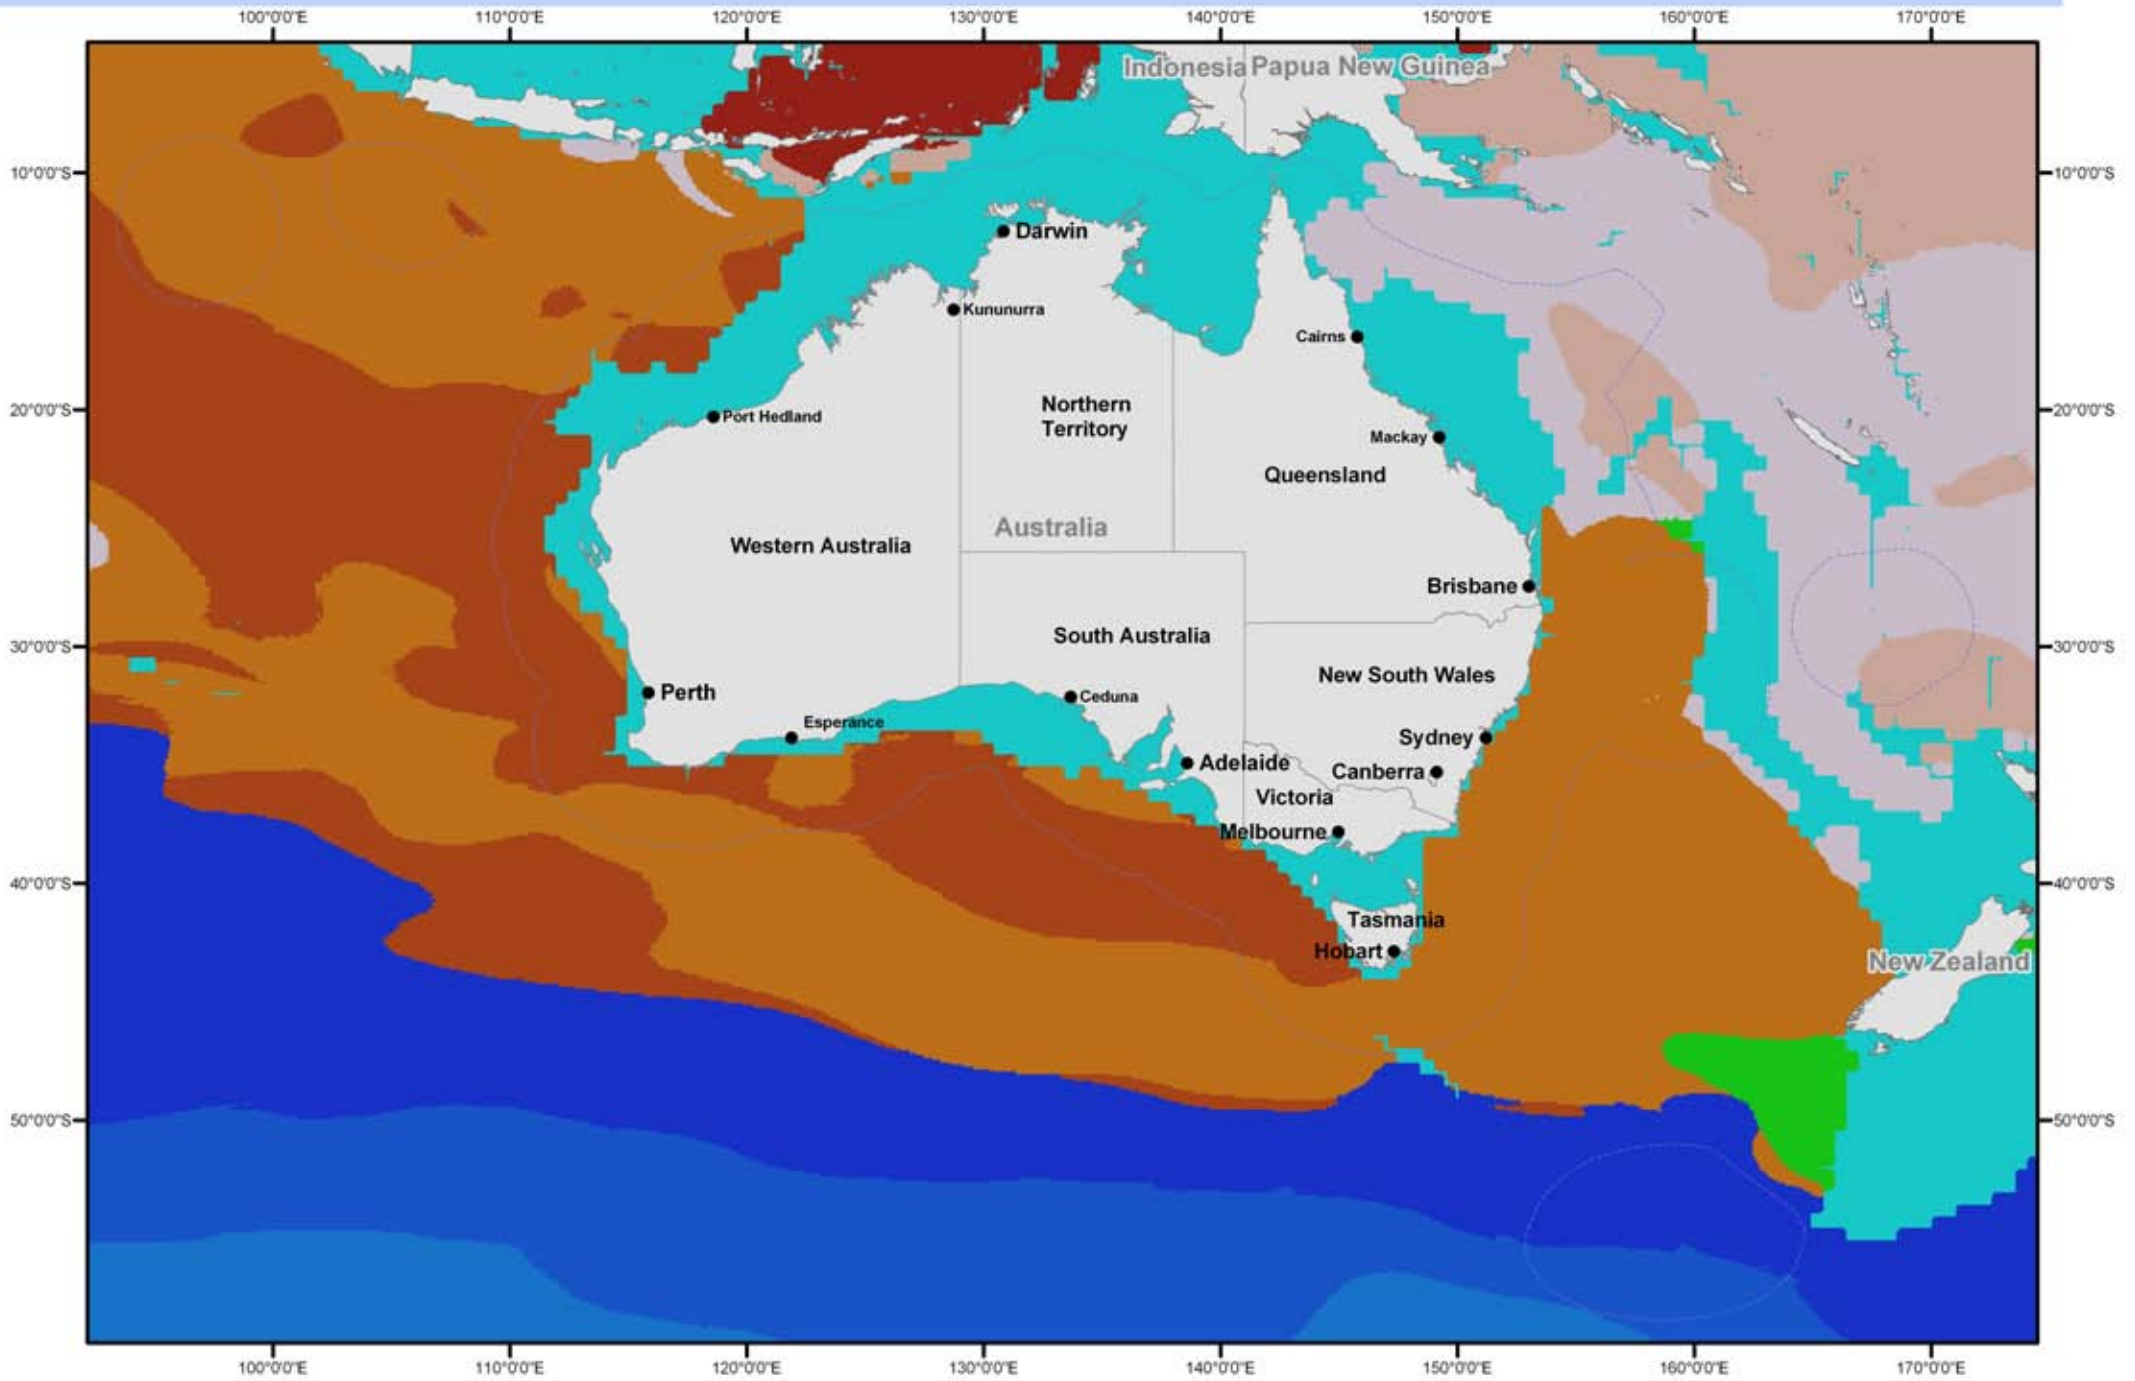 100°0'0"E 110°0'0"E 120°0'0"E 130°0'0"E 140°0'0"E 150°0'0"E 160°0'0"E 170°0'0"E
Indonesia Papua New Guinea
10°0'0"S 10°0'0"S
Darwin
Kununurra
Cairns
Northern
Territory
20°0'0"S 20°0'0"S
Port Hedland
Mackay
Queensland
Australia
Western Australia
Brisbane
South Australia
30°0'0"S 30°0'0"S
New South Wales
Perth
Ceduna
Esperance
Sydney
Adelaide
Canberra
Victoria
Melbourne
40°0'0"S 40°0'0"S
Tasmania
Hobart
New Zealand
50°0'0"S 50°0'0"S
100°0'0"E 110°0'0"E 120°0'0"E 130°0'0"E 140°0'0"E 150°0'0"E 160°0'0"E 170°0'0"E